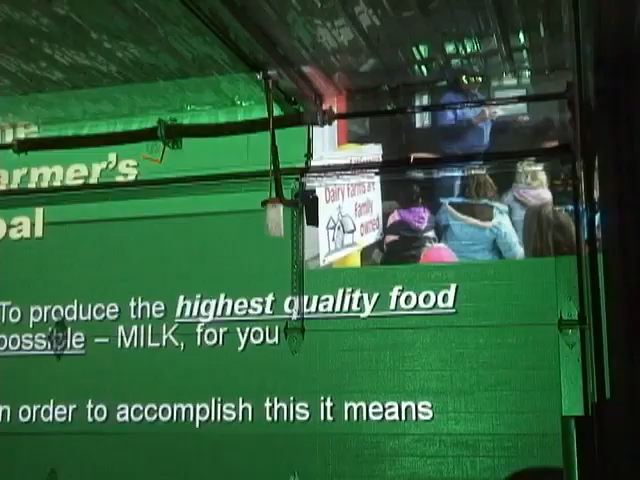 armer's
oal
Dairy Farms are
Family
owned
To produce the highest quality food
possible – MILK, for you
n order to accomplish this it means